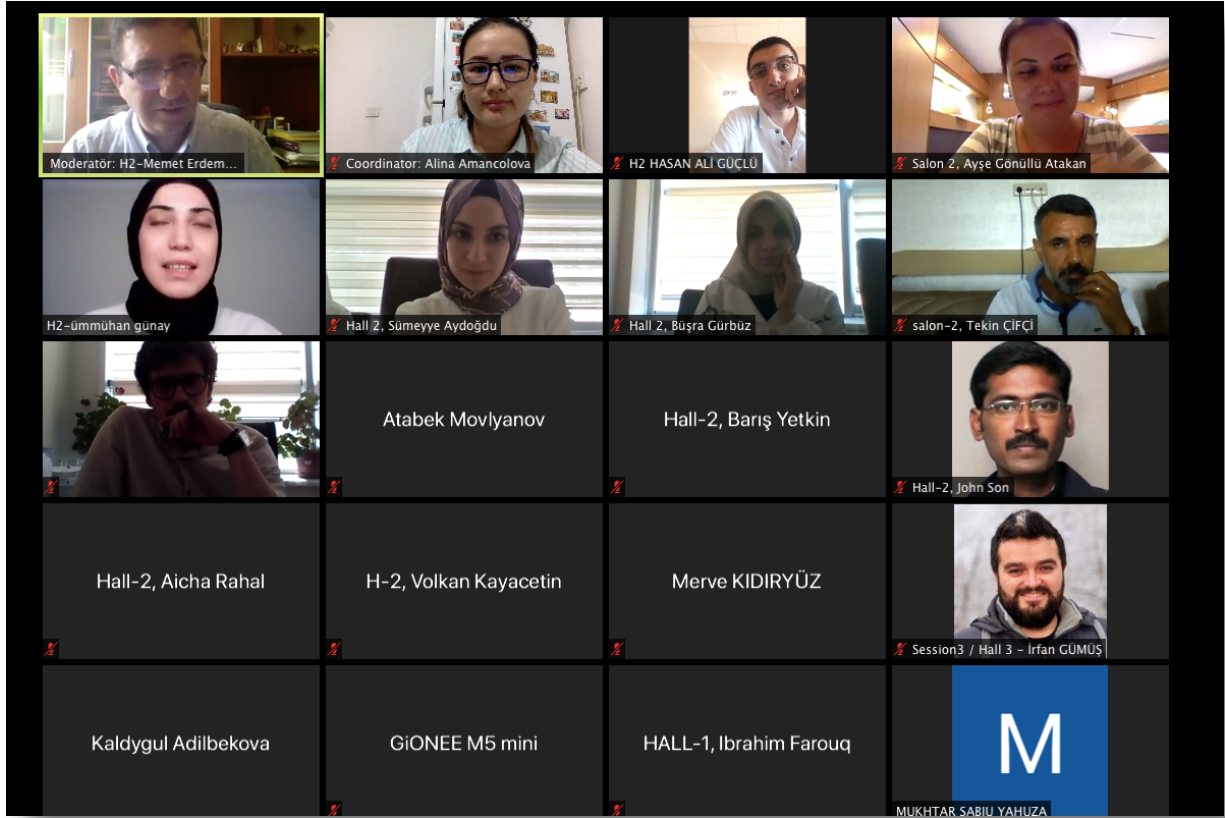 Moderatör: H2-Memet Erdem...
Coordinator: Alina Amancolova
H2 HASAN ALİ GÜÇLÜ
Salon 2, Ayşe Gönüllü Atakan
H2-ümmühan günay
Hall 2, Sümeyye Aydoğdu
Hall 2, Büşra Gürbüz
salon-2, Tekin ÇİFÇİ
Atabek Movlyanov
Hall-2, Barış Yetkin
Hall-2, John Son
Hall-2, Aicha Rahal
H-2, Volkan Kayacetin
Merve KIDIRYÜZ
Session3 / Hall 3 - İrfan GÜMÜŞ
Kaldygul Adilbekova
GiONEE M5 mini
HALL-1, Ibrahim Farouq
M
MUKHTAR SABIU YAHUZA